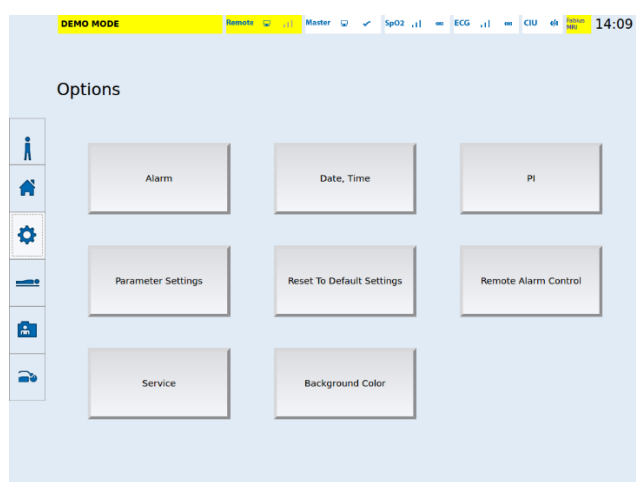 DEMO MODE Remote Master SpO2 ECG CIU Fabius MRI 14:09
Options
Alarm Date, Time PI
Parameter Settings Reset To Default Settings Remote Alarm Control
Service Background Color